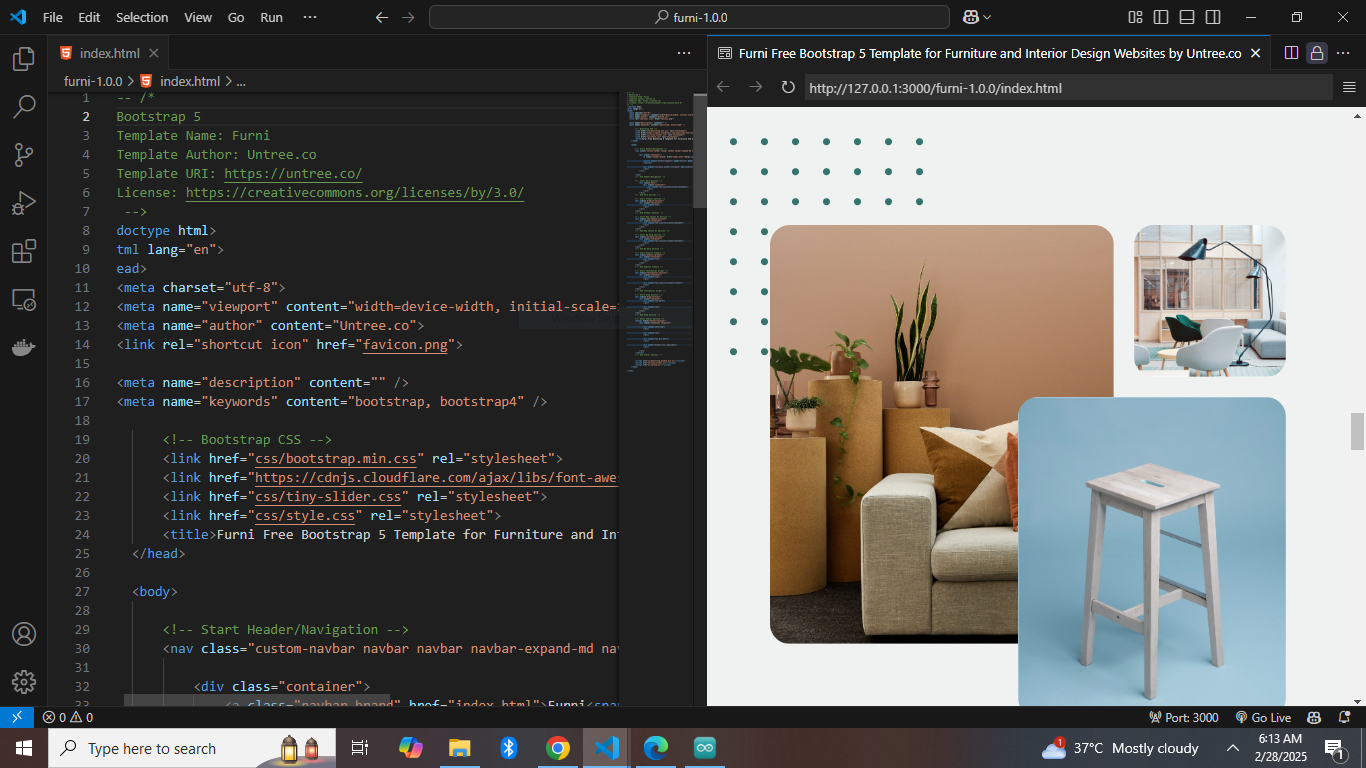 File Edit Selection View Go Run ··· furni-1.0.0
index.html
Furni Free Bootstrap 5 Template for Furniture and Interior Design Websites by Untree.co
furni-1.0.0 > index.html > ...
http://127.0.0.1:3000/furni-1.0.0/index.html
1 -- /*
2 Bootstrap 5
3 Template Name: Furni
4 Template Author: Untree.co
5 Template URI: https://untree.co/
6 License: https://creativecommons.org/licenses/by/3.0/
7 -->
8 doctype html>
9 tml lang="en">
10 ead>
11 <meta charset="utf-8">
12 <meta name="viewport" content="width=device-width, initial-scale=
13 <meta name="author" content="Untree.co">
14 <link rel="shortcut icon" href="favicon.png">
15
16 <meta name="description" content="" />
17 <meta name="keywords" content="bootstrap, bootstrap4" />
18
19 <!-- Bootstrap CSS -->
20 <link href="css/bootstrap.min.css" rel="stylesheet">
21 <link href="https://cdnjs.cloudflare.com/ajax/libs/font-awe
22 <link href="css/tiny-slider.css" rel="stylesheet">
23 <link href="css/style.css" rel="stylesheet">
24 <title>Furni Free Bootstrap 5 Template for Furniture and In
25 </head>
26
27 <body>
28
29 <!-- Start Header/Navigation -->
30 <nav class="custom-navbar navbar navbar navbar-expand-md na
31
32 <div class="container">
33 <a class="navbar-brand" href="index.html">Furni<spa
0 0 Port: 3000 Go Live
Type here to search
1 37°C Mostly cloudy
6:13 AM
2/28/2025
1